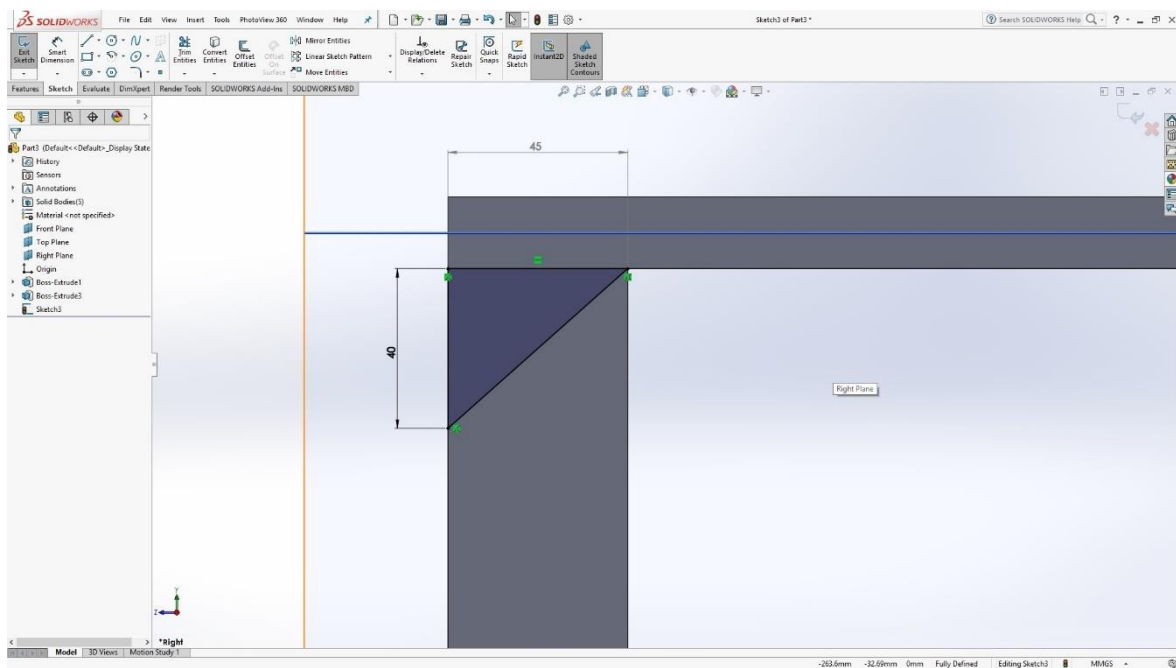 SOLIDWORKS File Edit View Insert Tools PhotoView 360 Window Help Sketch3 of Part3 * Search SOLIDWORKS Help ?
Exit Sketch Smart Dimension Trim Entities Convert Entities Offset Entities Offset On Surface Mirror Entities Linear Sketch Pattern More Entities Display/Delete Relations Repair Sketch Quick Snaps Rapid Sketch Instant2D Shaded Sketch Contours
Features Sketch Evaluate DimXpert Render Tools SOLIDWORKS Add-Ins SOLIDWORKS MBD
Part3 (Default<<Default>_Display State
History
Sensors
Annotations
Solid Bodies(5)
Material <not specified>
Front Plane
Top Plane
Right Plane
Origin
Boss-Extrude1
Boss-Extrude3
Sketch3
45
40
Right Plane
Y
Z
*Right
Model 3D Views Motion Study 1
-263.6mm -32.69mm 0mm Fully Defined Editing Sketch3 MMGS